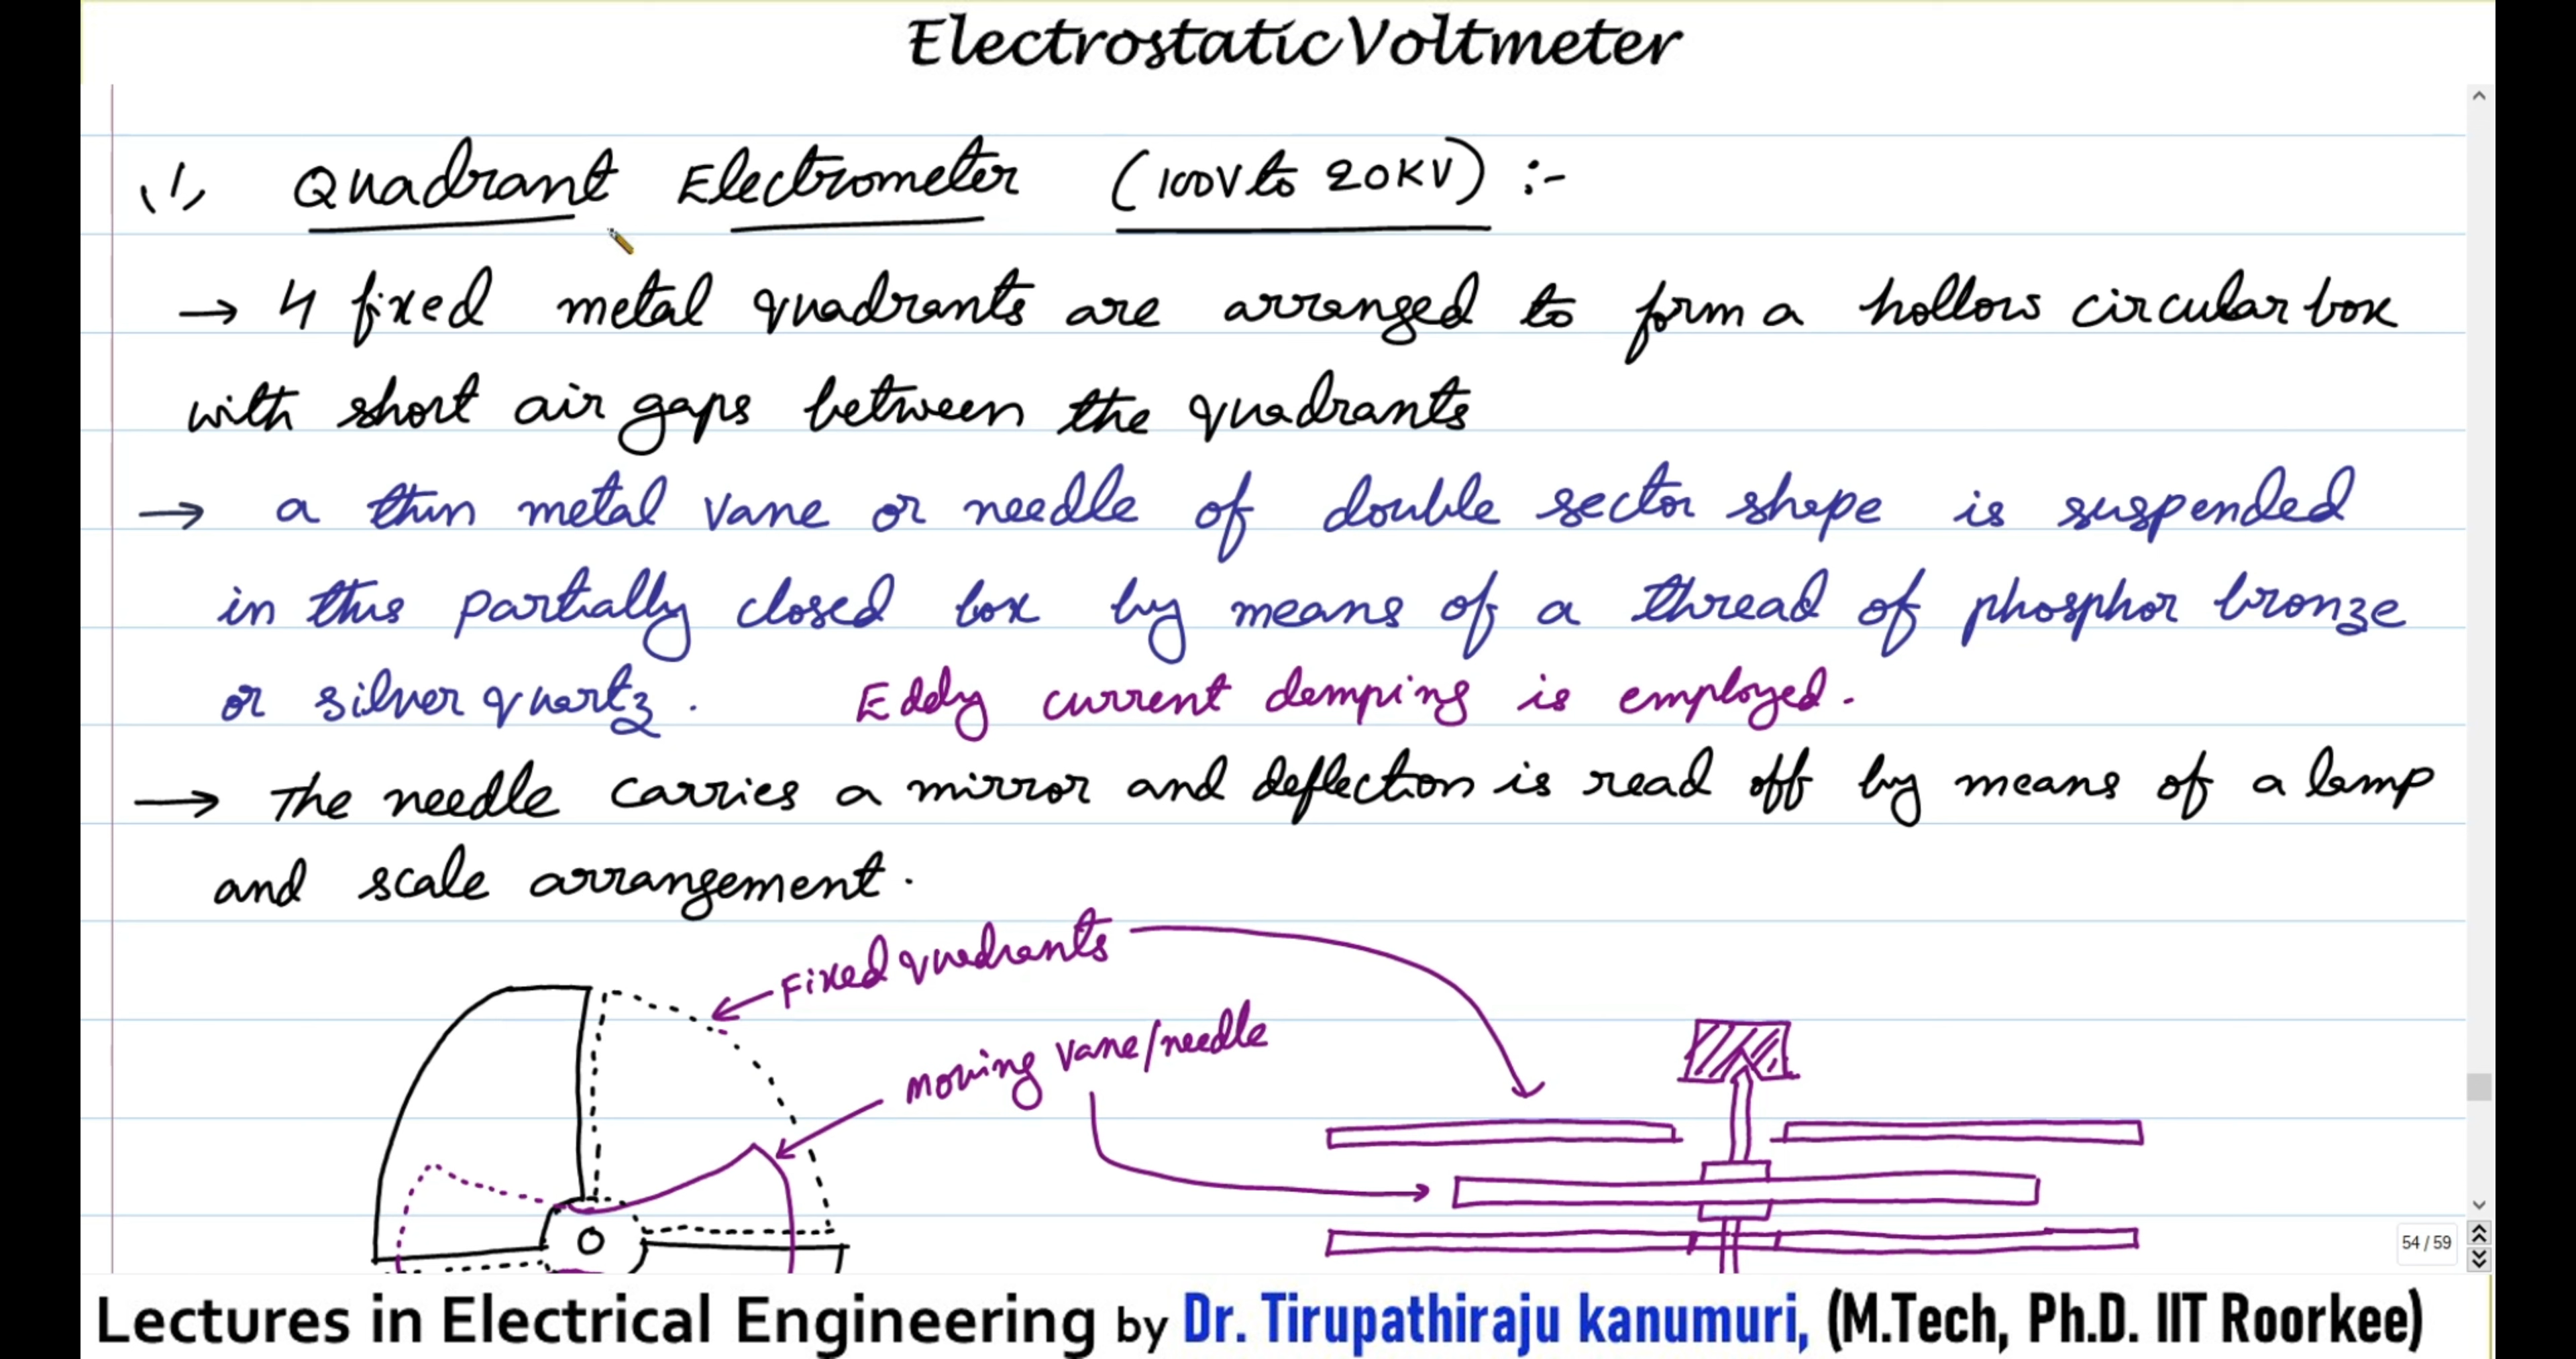 Electrostatic Voltmeter
(1) Quadrant Electrometer (100V to 20KV) :-
→ 4 fixed metal quadrants are arranged to form a hollow circular box
with short air gaps between the quadrants
→ a thin metal vane or needle of double sector shape is suspended
in this partially closed box by means of a thread of phosphor bronze
or silver quartz. Eddy current damping is employed.
→ The needle carries a mirror and deflection is read off by means of a lamp
and scale arrangement.
Fixed quadrants
moving vane/needle
54 / 59
Lectures in Electrical Engineering by Dr. Tirupathiraju kanumuri, (M.Tech, Ph.D. IIT Roorkee)